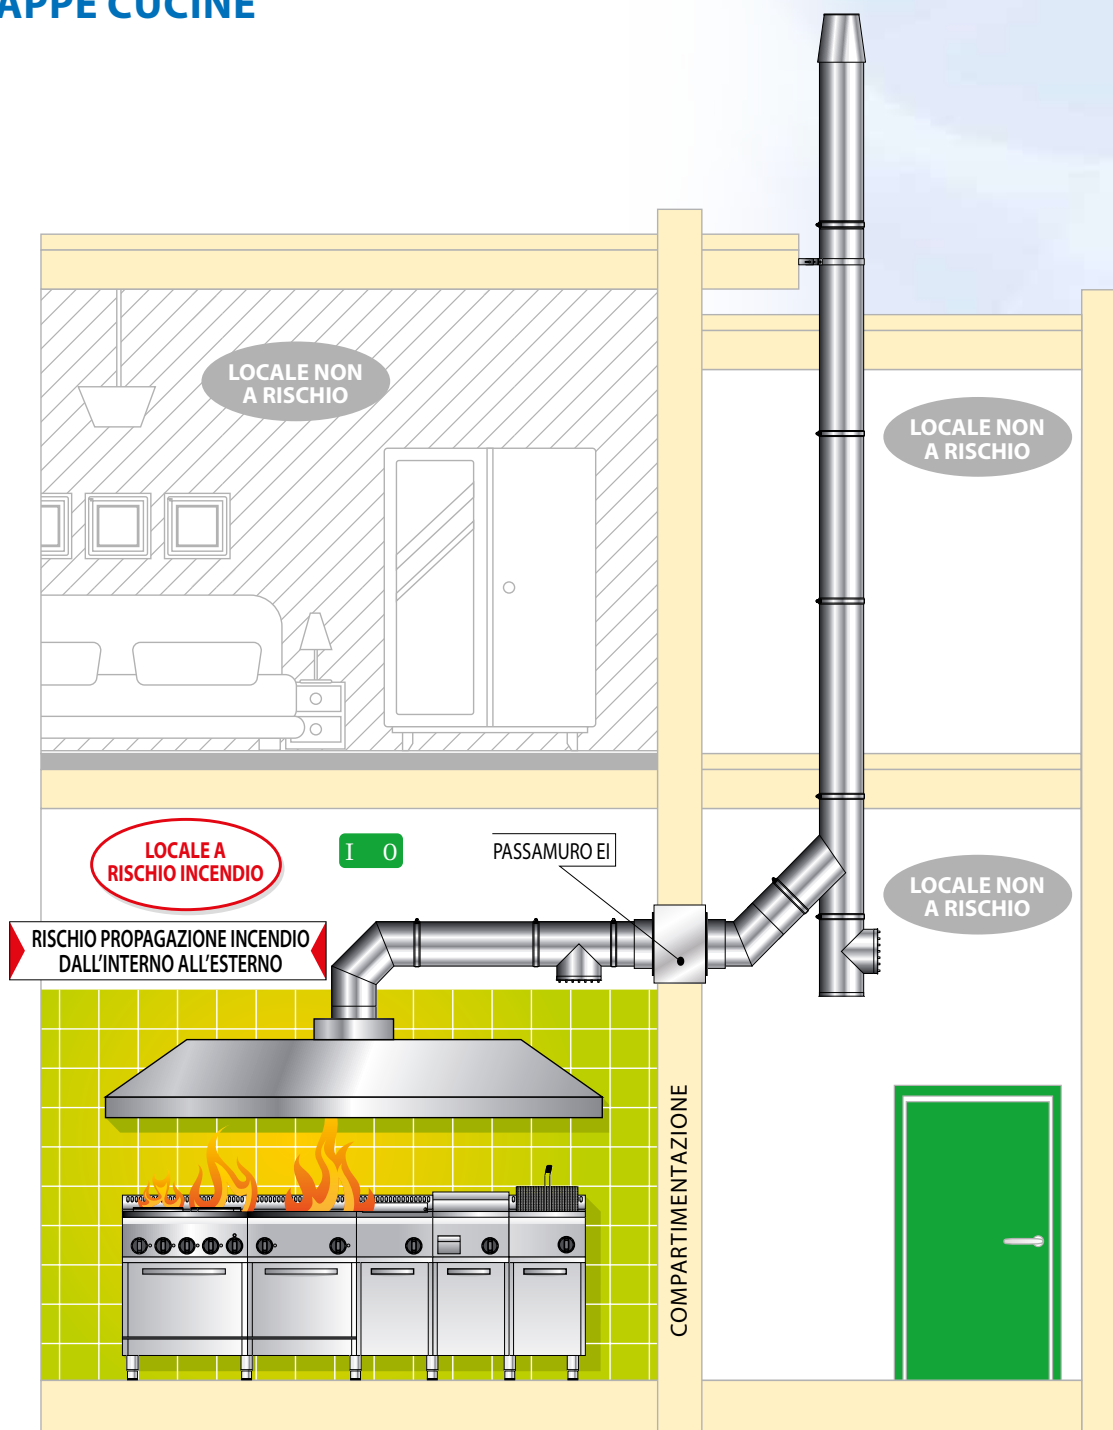 APPE CUCINE
LOCALE NON
A RISCHIO
LOCALE NON
A RISCHIO
LOCALE A
RISCHIO INCENDIO
I O
PASSAMURO EI
LOCALE NON
A RISCHIO
RISCHIO PROPAGAZIONE INCENDIO
DALL'INTERNO ALL'ESTERNO
COMPARTIMENTAZIONE